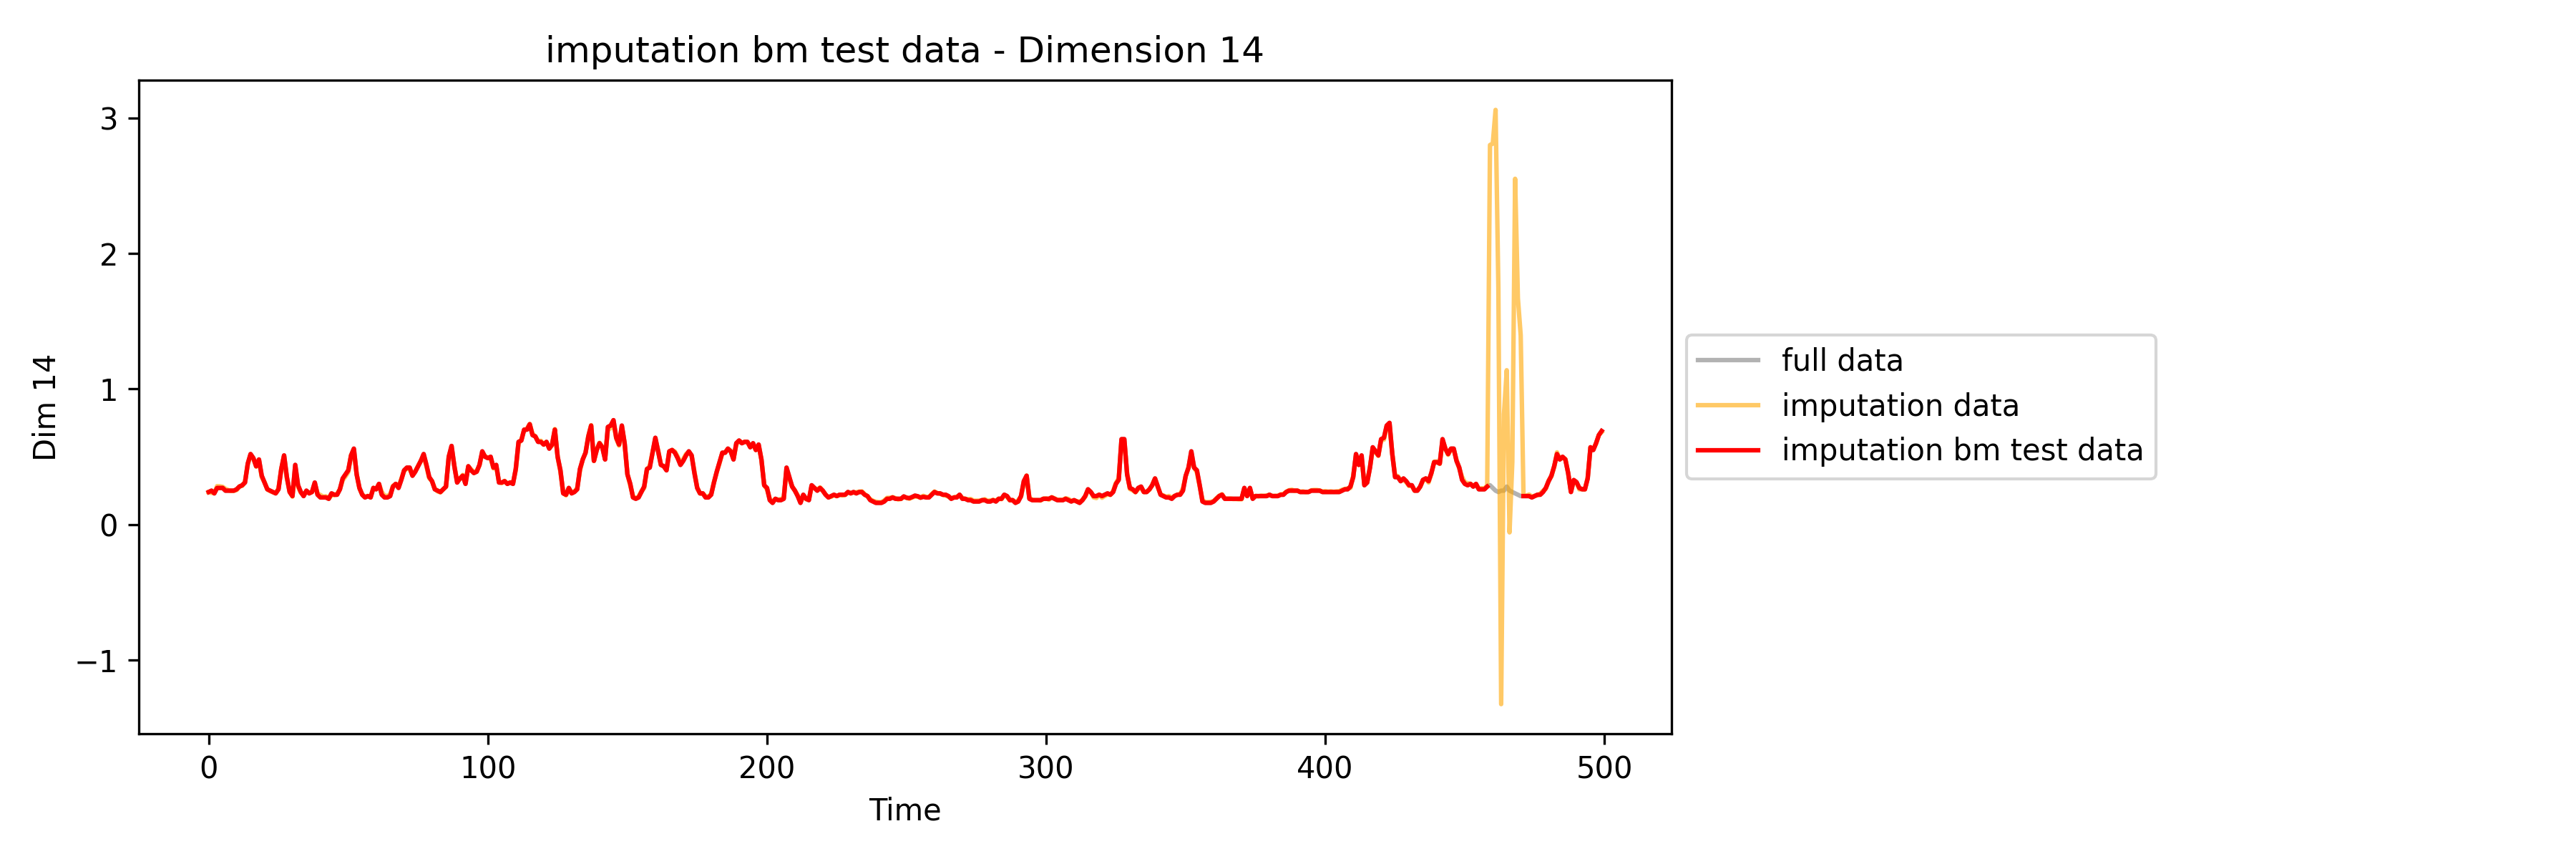 imputation bm test data - Dimension 14
3
2
1
0
−1
Dim 14
0 100 200 300 400 500
Time
full data
imputation data
imputation bm test data